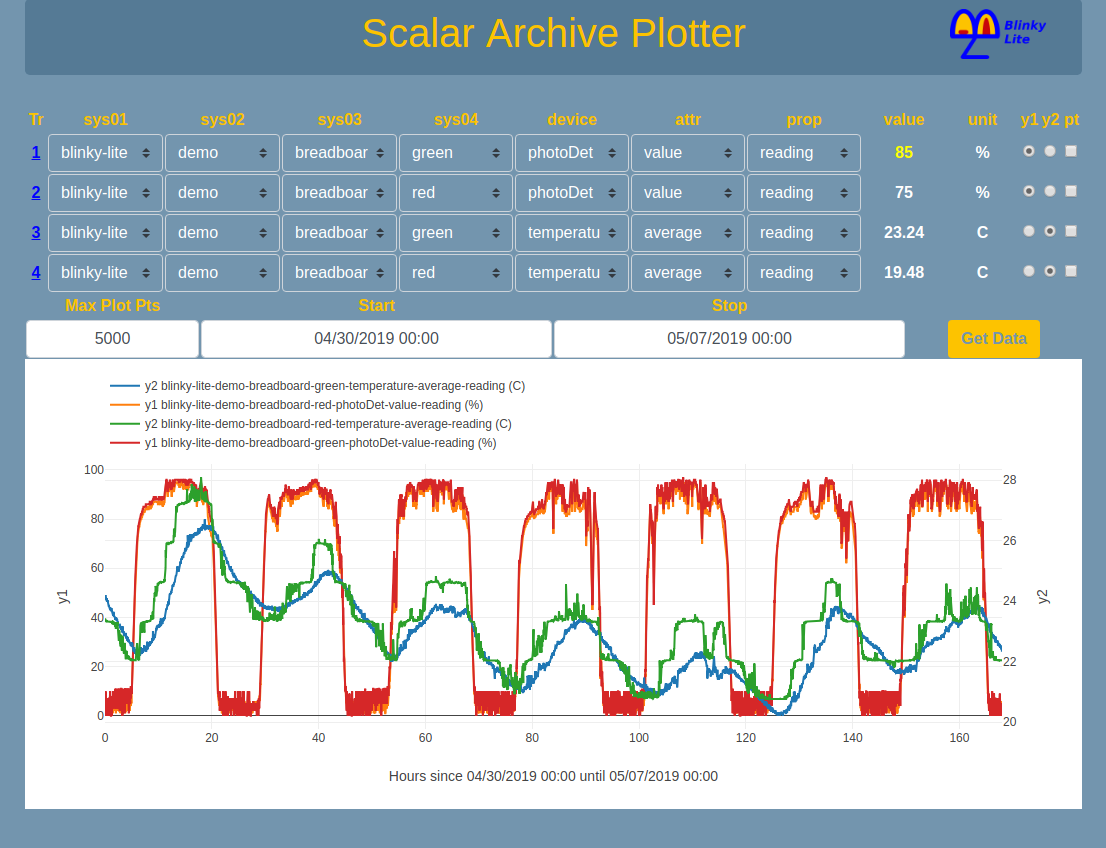 Scalar Archive Plotter
Blinky
Lite
Tr sys01 sys02 sys03 sys04 device attr prop value unit y1 y2 pt
1 blinky-lite demo breadboar green photoDet value reading 85 %
2 blinky-lite demo breadboar red photoDet value reading 75 %
3 blinky-lite demo breadboar green temperatu average reading 23.24 C
4 blinky-lite demo breadboar red temperatu average reading 19.48 C
Max Plot Pts Start Stop
5000 04/30/2019 00:00 05/07/2019 00:00 Get Data
y2 blinky-lite-demo-breadboard-green-temperature-average-reading (C)
y1 blinky-lite-demo-breadboard-red-photoDet-value-reading (%)
y2 blinky-lite-demo-breadboard-red-temperature-average-reading (C)
y1 blinky-lite-demo-breadboard-green-photoDet-value-reading (%)
100
80
60
40
20
0
y1
28
26
24
22
20
y2
0 20 40 60 80 100 120 140 160
Hours since 04/30/2019 00:00 until 05/07/2019 00:00